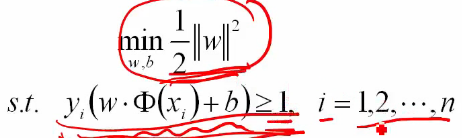 min 1/2 ||w||²
w,b
s.t. yᵢ(w · Φ(xᵢ) + b) ≥ 1, i = 1,2,⋯,n